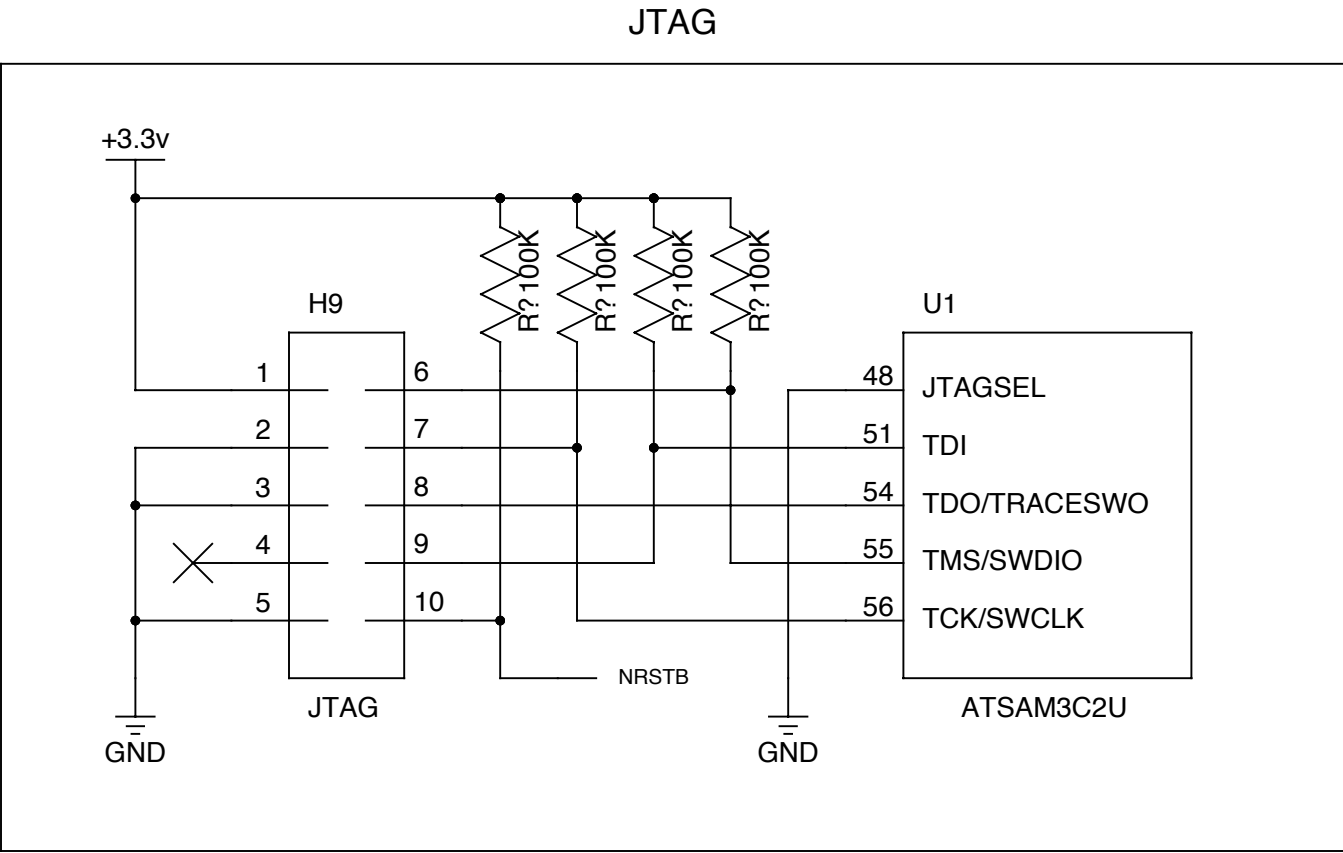 JTAG
+3.3v
R? 100K
R? 100K
R? 100K
R? 100K
H9
1
2
3
4
5
6
7
8
9
10
JTAG
GND
NRSTB
U1
48 JTAGSEL
51 TDI
54 TDO/TRACESWO
55 TMS/SWDIO
56 TCK/SWCLK
ATSAM3C2U
GND